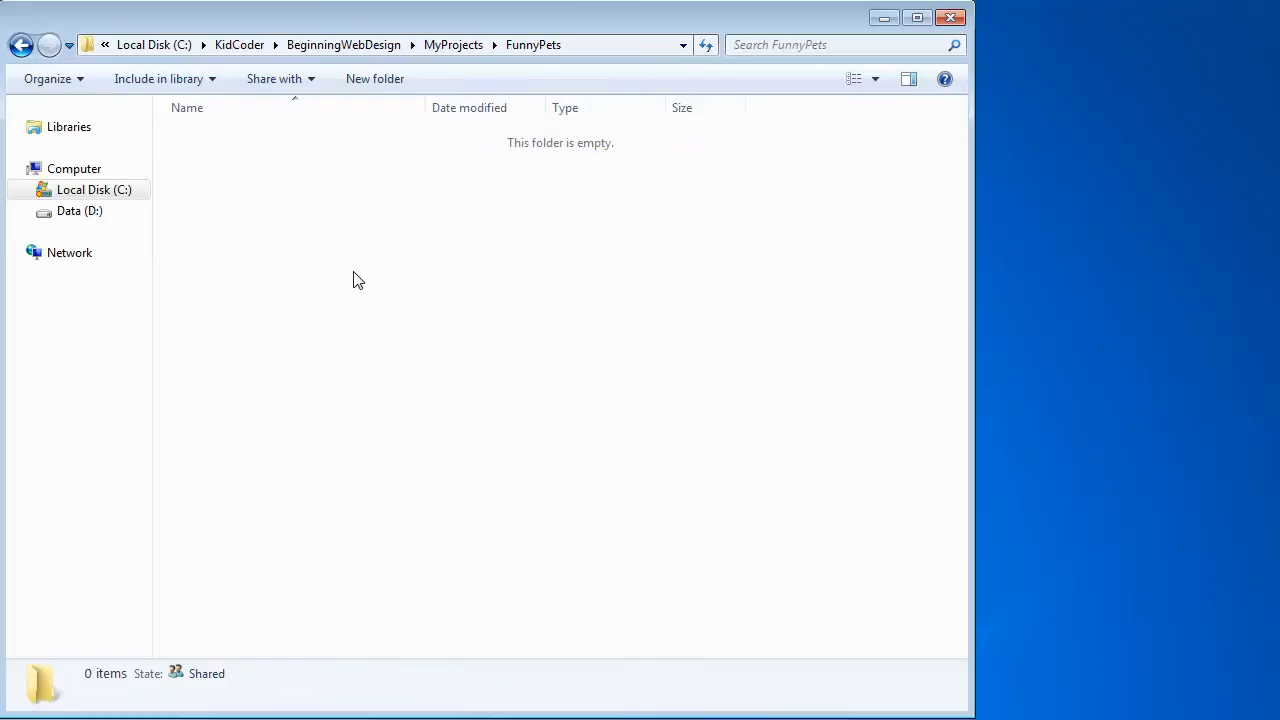 « Local Disk (C:) KidCoder BeginningWebDesign MyProjects FunnyPets Search FunnyPets
Organize Include in library Share with New folder
Name Date modified Type Size
This folder is empty.
Libraries
Computer
Local Disk (C:)
Data (D:)
Network
0 items State: Shared